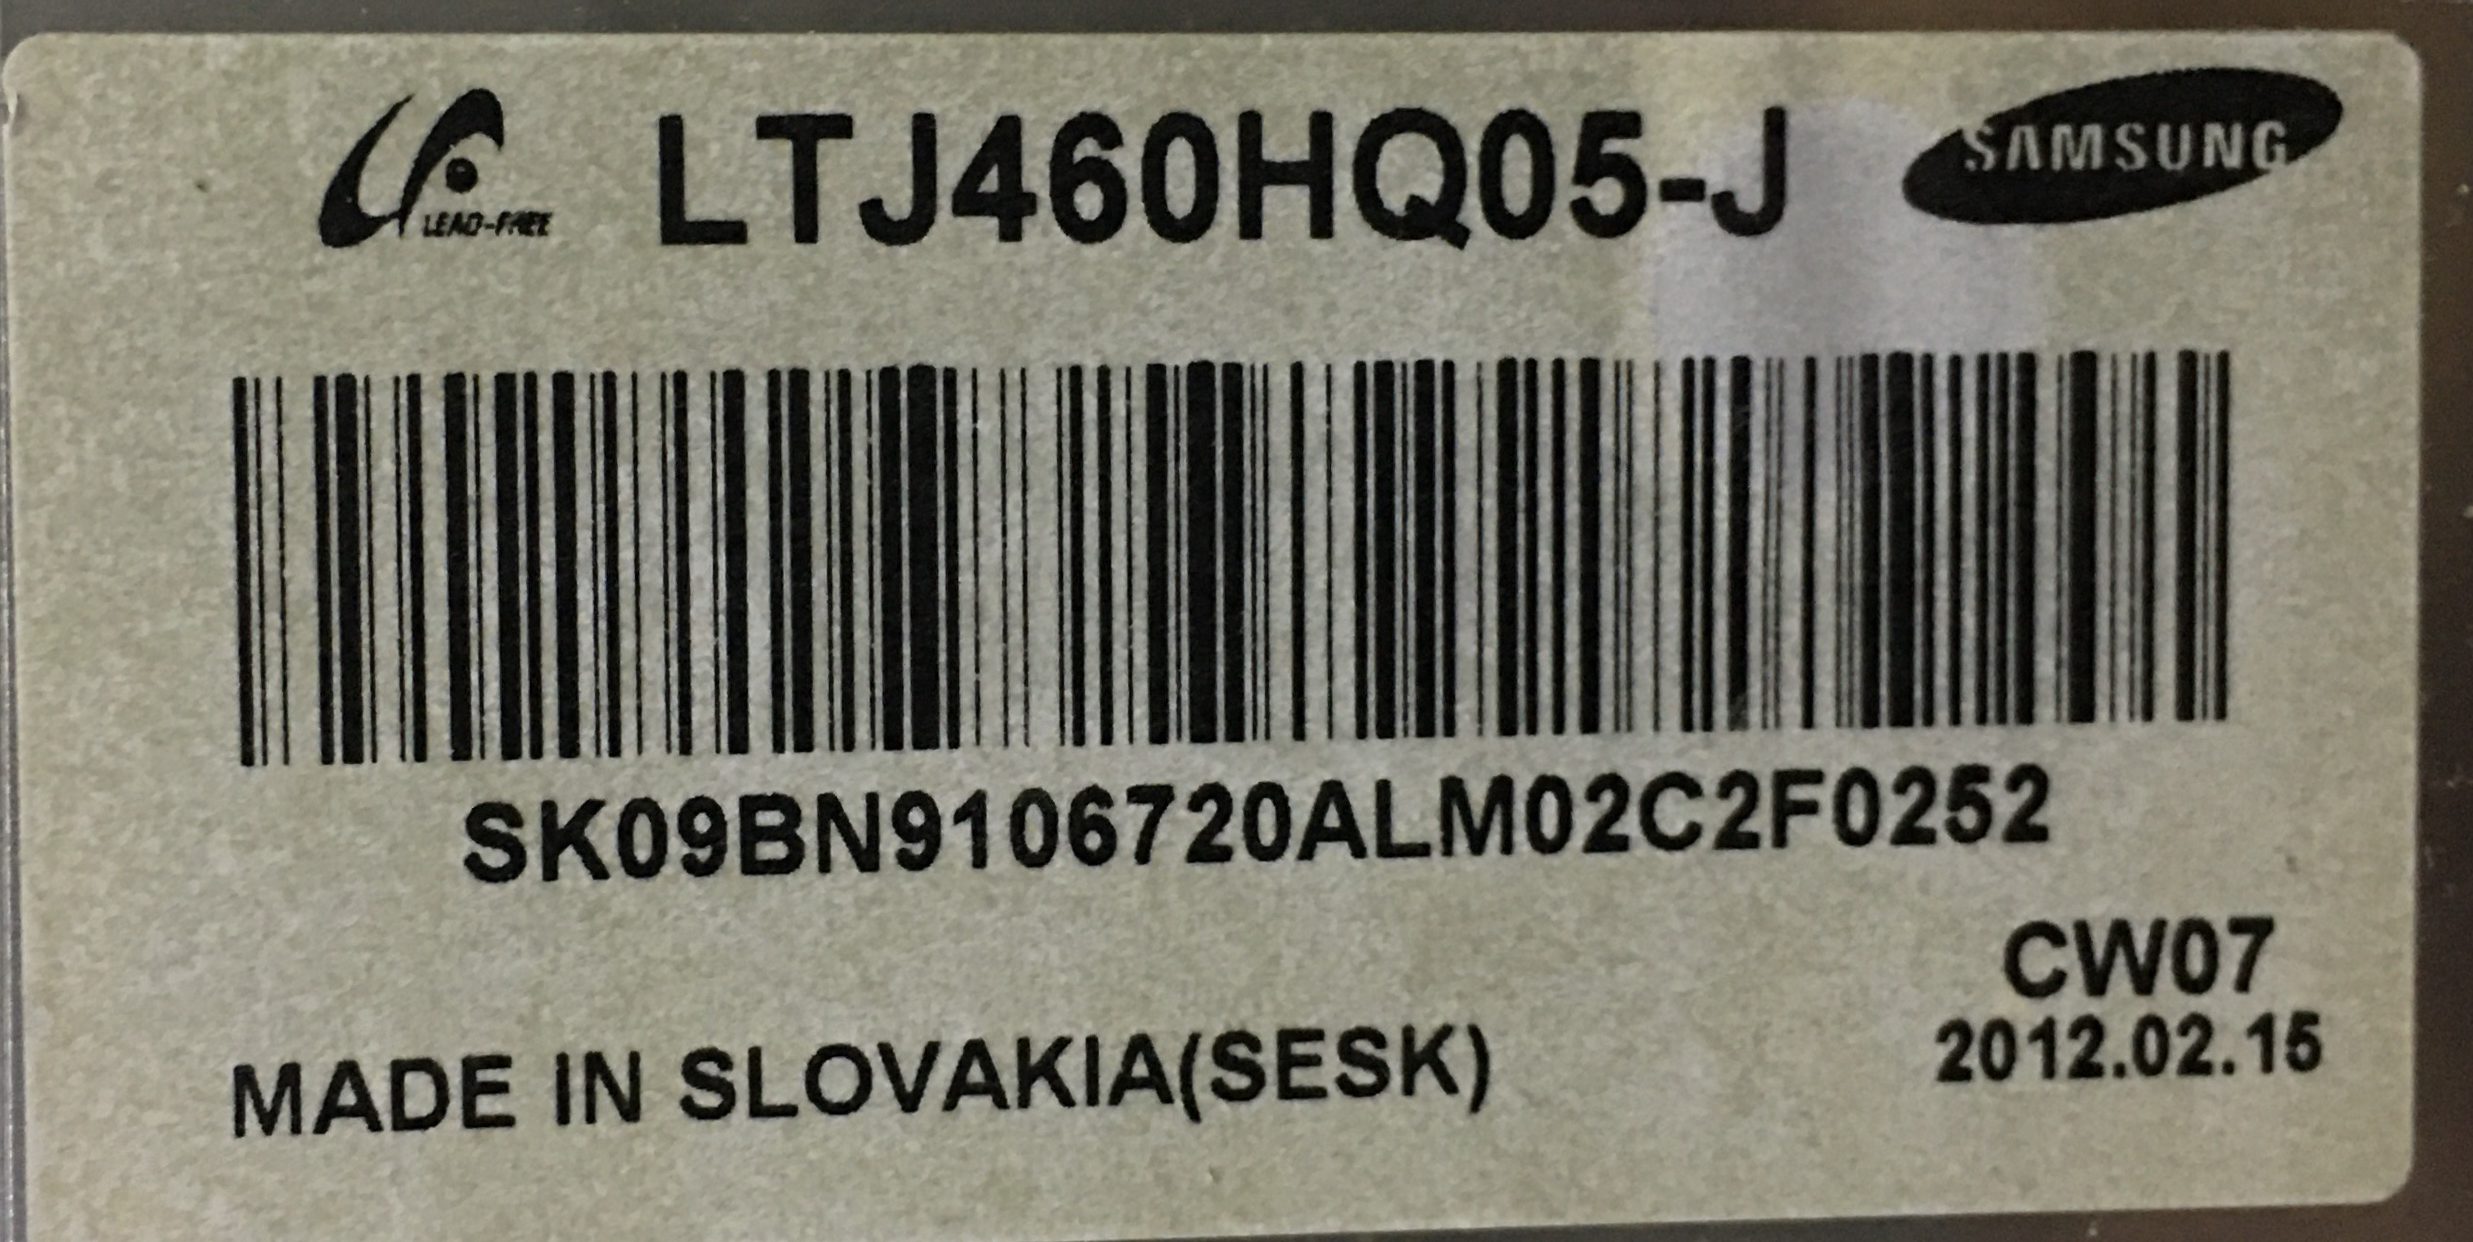 LEAD-FREE
LTJ460HQ05-J
SAMSUNG
SK09BN9106720ALM02C2F0252
CW07
2012.02.15
MADE IN SLOVAKIA(SESK)